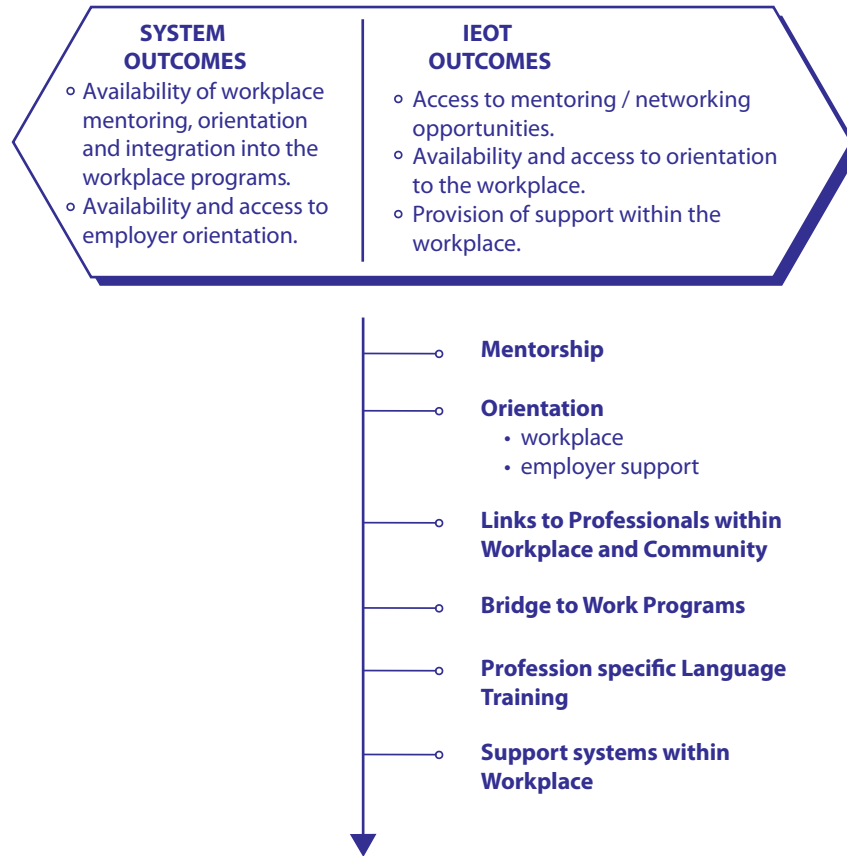 SYSTEM
OUTCOMES
Availability of workplace
mentoring, orientation
and integration into the
workplace programs.
Availability and access to
employer orientation.
IEOT
OUTCOMES
Access to mentoring / networking
opportunities.
Availability and access to orientation
to the workplace.
Provision of support within the
workplace.
Mentorship
Orientation
• workplace
• employer support
Links to Professionals within
Workplace and Community
Bridge to Work Programs
Profession specific Language
Training
Support systems within
Workplace